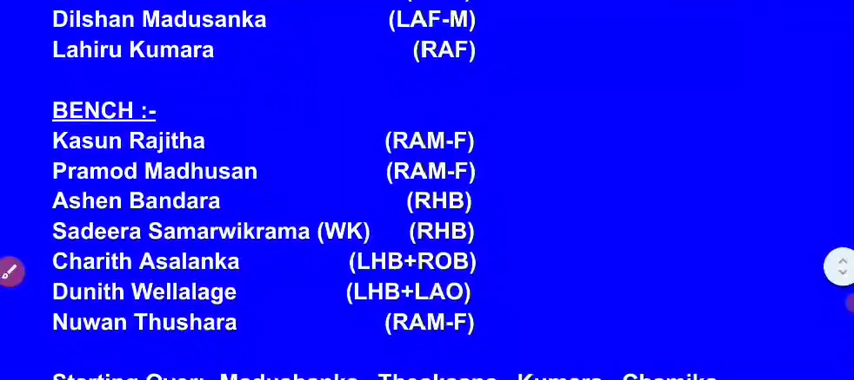 Dilshan Madusanka (LAF-M)
Lahiru Kumara (RAF)
BENCH :-
Kasun Rajitha (RAM-F)
Pramod Madhusan (RAM-F)
Ashen Bandara (RHB)
Sadeera Samarwikrama (WK) (RHB)
Charith Asalanka (LHB+ROB)
Dunith Wellalage (LHB+LAO)
Nuwan Thushara (RAM-F)